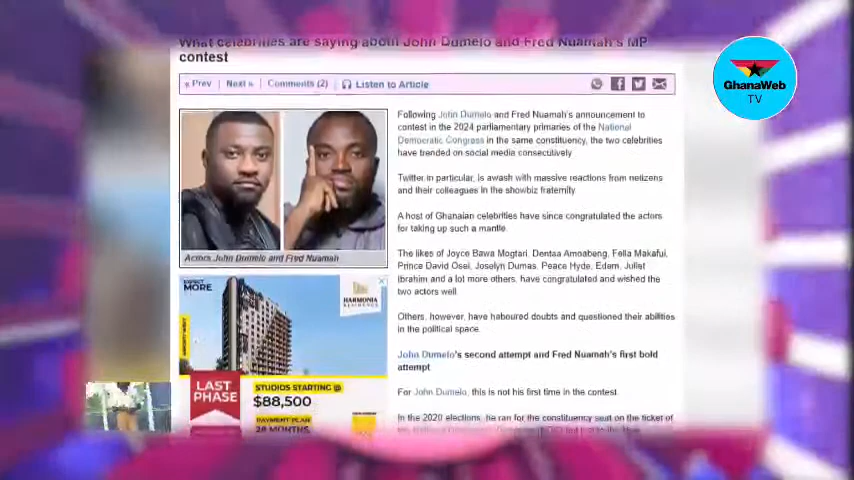 What celebrities are saying about John Dumelo and Fred Nuamah's MP
contest
« Prev | Next » | Comments (2) | Listen to Article
GhanaWeb
TV
Following John Dumelo and Fred Nuamah's announcement to
contest in the 2024 parliamentary primaries of the National
Democratic Congress in the same constituency, the two celebrities
have trended on social media consecutively
Twitter in particular, is awash with massive reactions from netizens
and their colleagues in the showbiz fraternity
A host of Ghanaian celebrities have since congratulated the actors
for taking up such a mantle.
The likes of Joyce Bawa Mogtari, Dentaa Amoabeng, Fella Makafui,
Prince David Osei, Joselyn Dumas, Peace Hyde, Edem, Juliet
Ibrahim and a lot more others, have congratulated and wished the
two actors well
Others, however, have haboured doubts and questioned their abilities
in the political space.
John Dumelo's second attempt and Fred Nuamah's first bold
attempt
For John Dumelo, this is not his first time in the contest.
In the 2020 elections, he ran for the constituency seat on the ticket of
Actors John Dumelo and Fred Nuamah
EXPECT
MORE
HARMONIA
RESIDENCE
LAST
PHASE
STUDIOS STARTING @
$88,500
PAYMENT PLAN
28 MONTHS